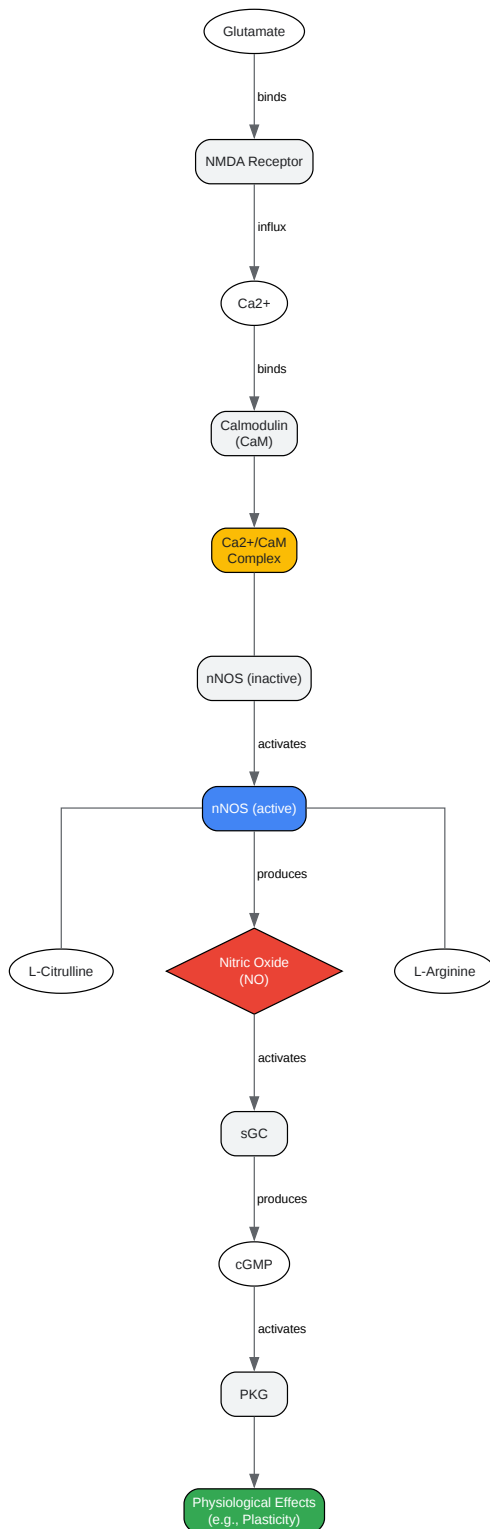 Glutamate
binds
NMDA Receptor
influx
Ca2+
binds
Calmodulin
(CaM)
Ca2+/CaM
Complex
nNOS (inactive)
activates
nNOS (active)
produces
L-Citrulline
Nitric Oxide
(NO)
L-Arginine
activates
sGC
produces
cGMP
activates
PKG
Physiological Effects
(e.g., Plasticity)